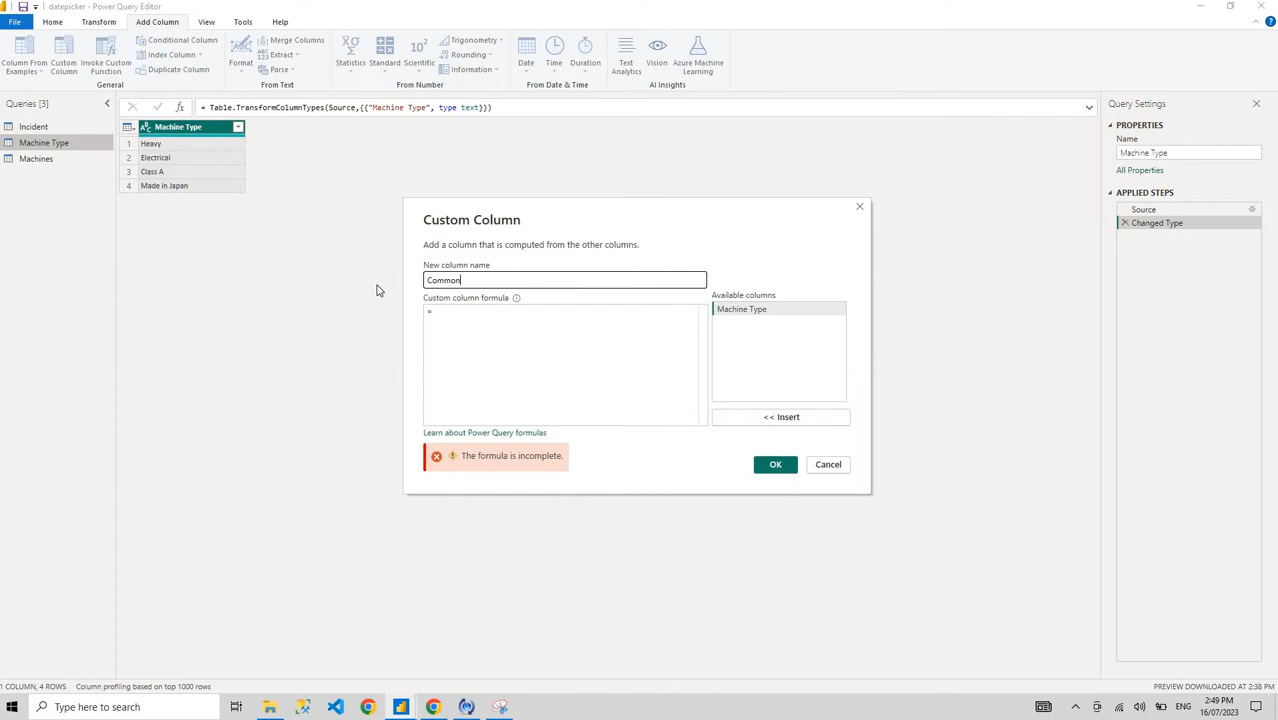 datepicker - Power Query Editor
File Home Transform Add Column View Tools Help
Column From Examples
Custom Column
Invoke Custom Function
Conditional Column
Index Column
Duplicate Column
General
Format
Merge Columns
Extract
Parse
From Text
Statistics
Standard
Scientific
Trigonometry
Rounding
Information
From Number
Date
Time
Duration
From Date & Time
Text Analytics
Vision
Azure Machine Learning
AI Insights
Queries [3]
Incident
Machine Type
Machines
= Table.TransformColumnTypes(Source,{{"Machine Type", type text}})
Machine Type
1 Heavy
2 Electrical
3 Class A
4 Made in Japan
Custom Column
Add a column that is computed from the other columns.
New column name
Common
Custom column formula
=
Available columns
Machine Type
<< Insert
Learn about Power Query formulas
The formula is incomplete.
OK
Cancel
Query Settings
PROPERTIES
Name
Machine Type
All Properties
APPLIED STEPS
Source
Changed Type
1 COLUMN, 4 ROWS Column profiling based on top 1000 rows
PREVIEW DOWNLOADED AT 2:38 PM
Type here to search
ENG
2:49 PM
16/07/2023